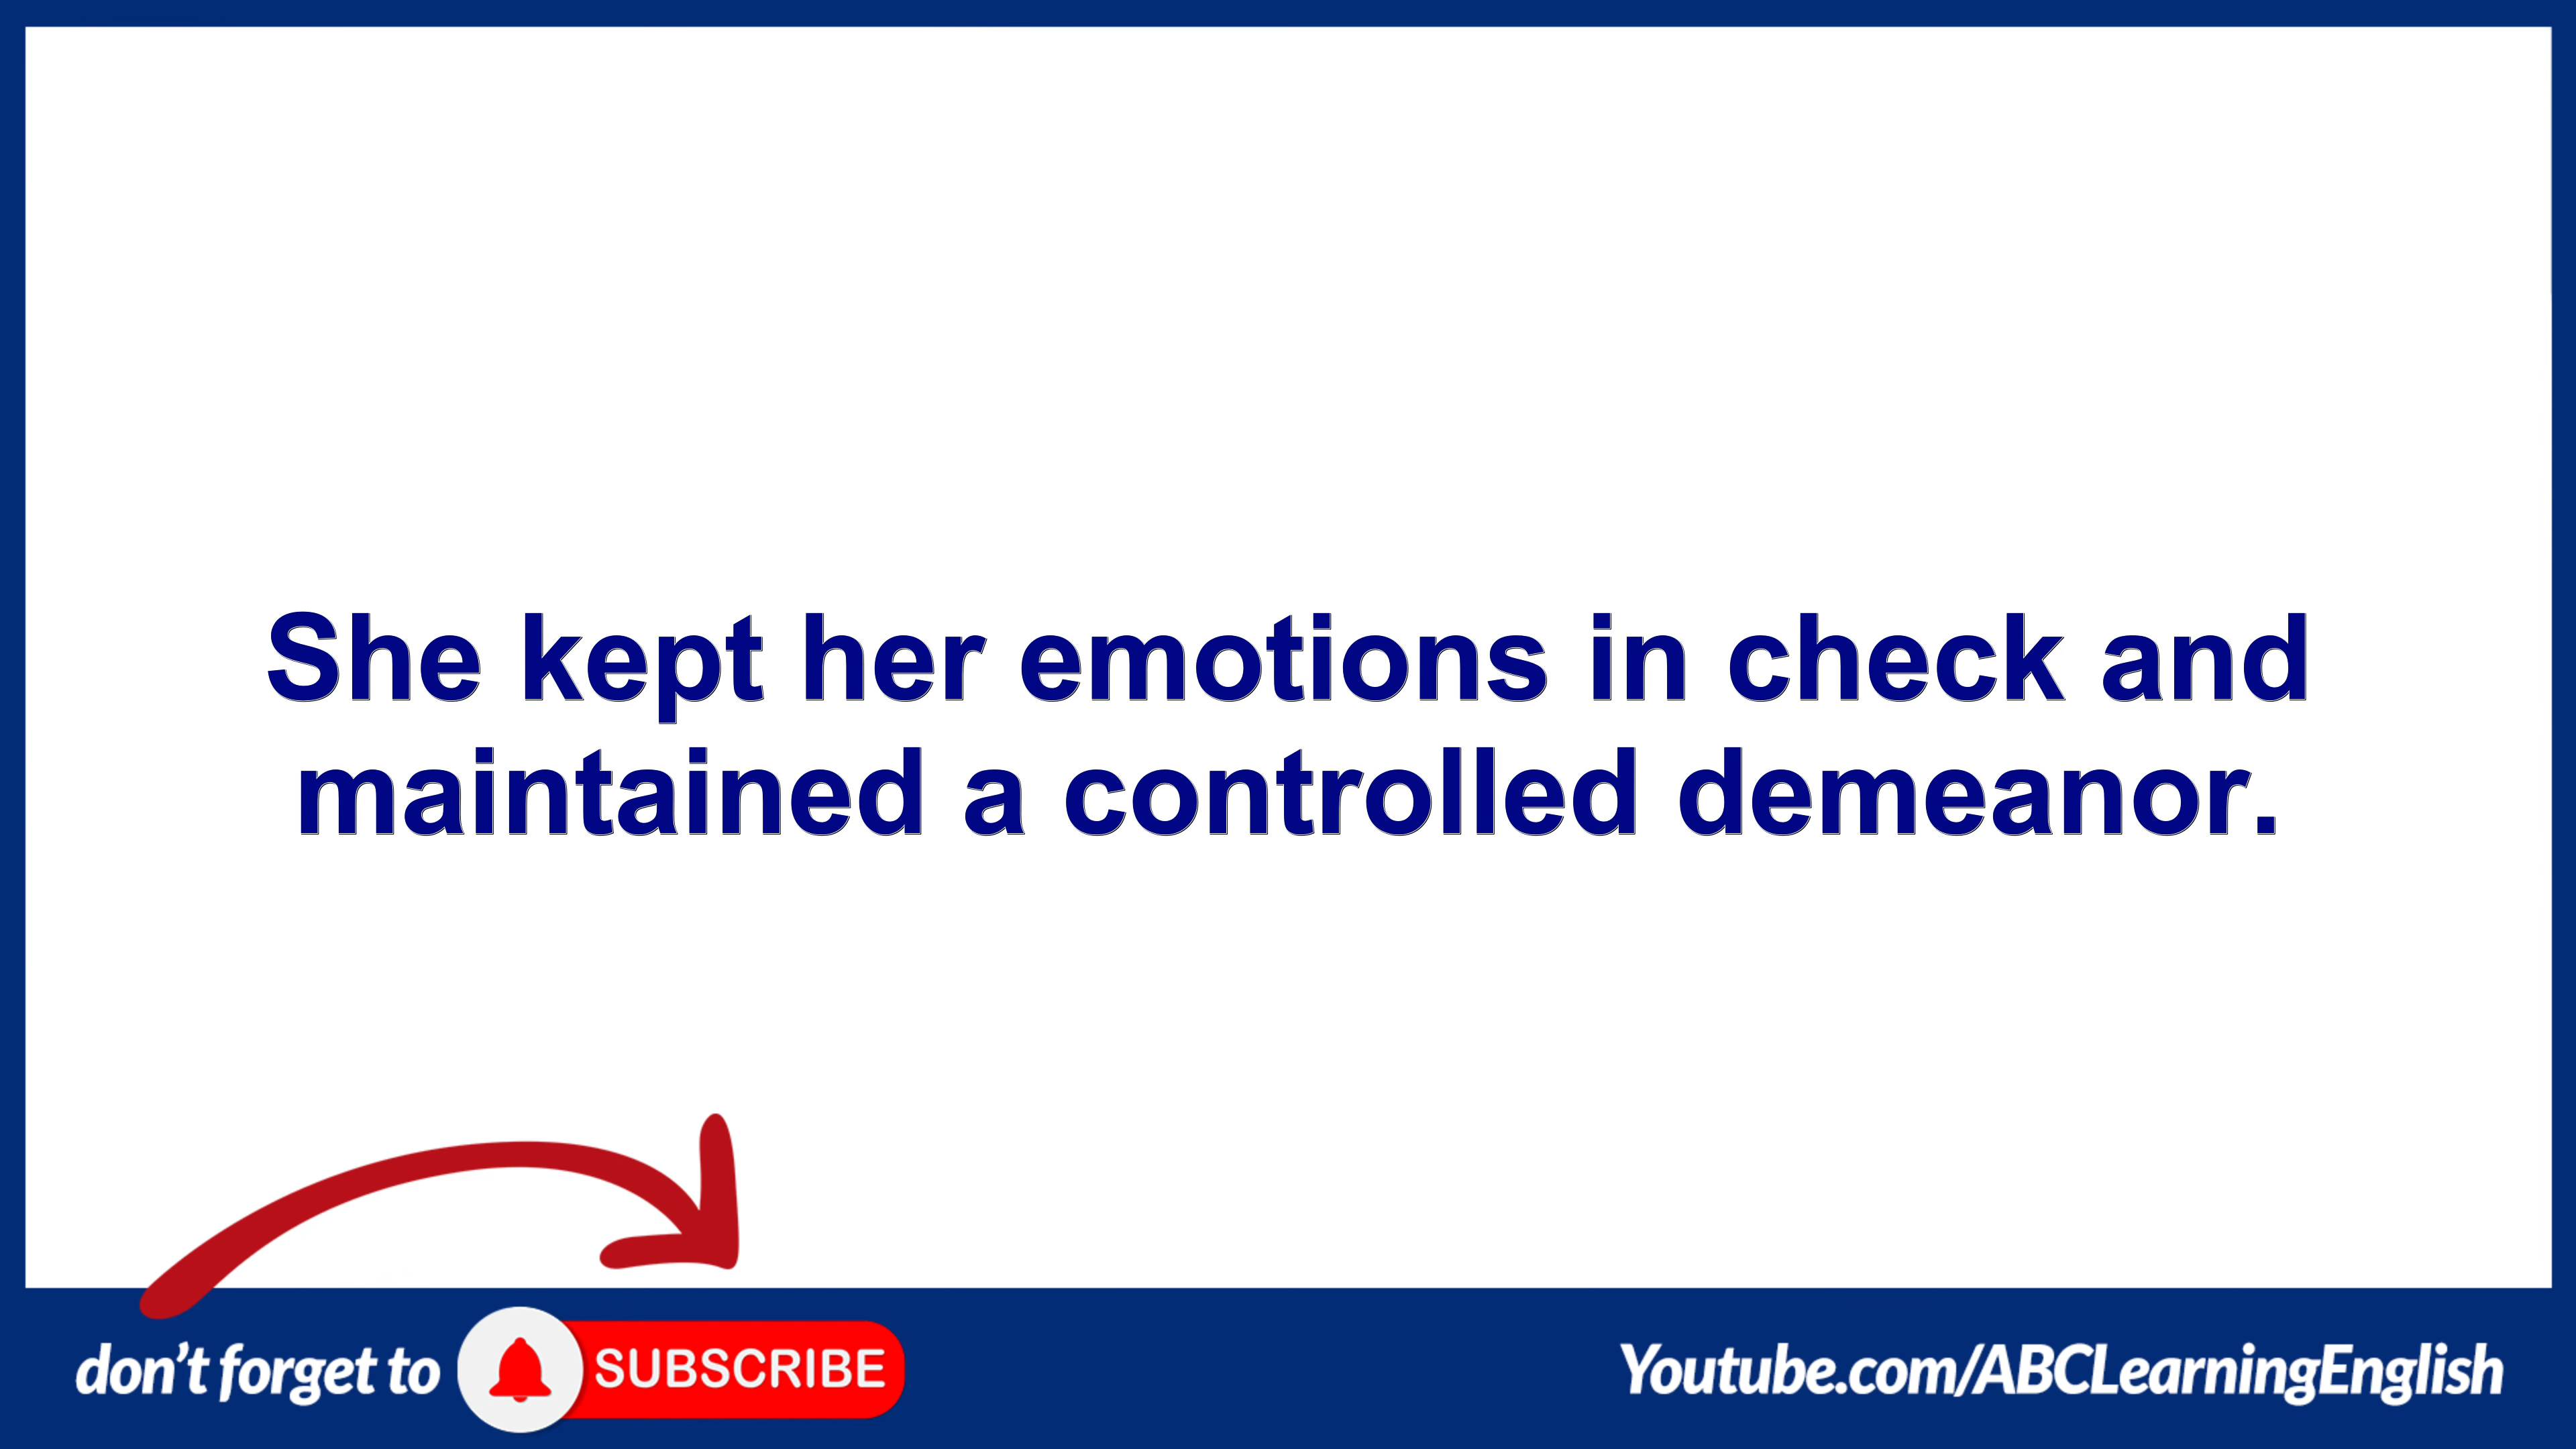 She kept her emotions in check and
maintained a controlled demeanor.
don't forget to SUBSCRIBE
Youtube.com/ABCLearningEnglish